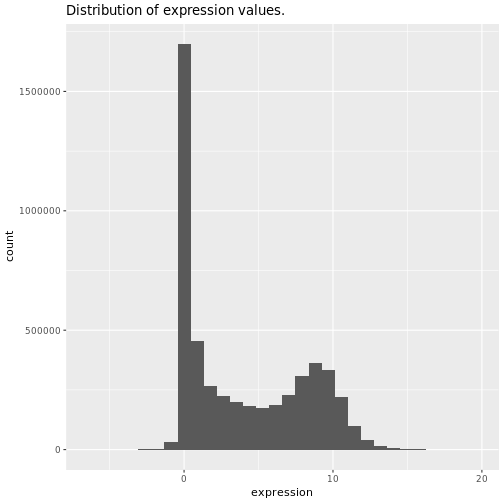 Distribution of expression values.
count
1500000
1000000
500000
0
0 10 20
expression